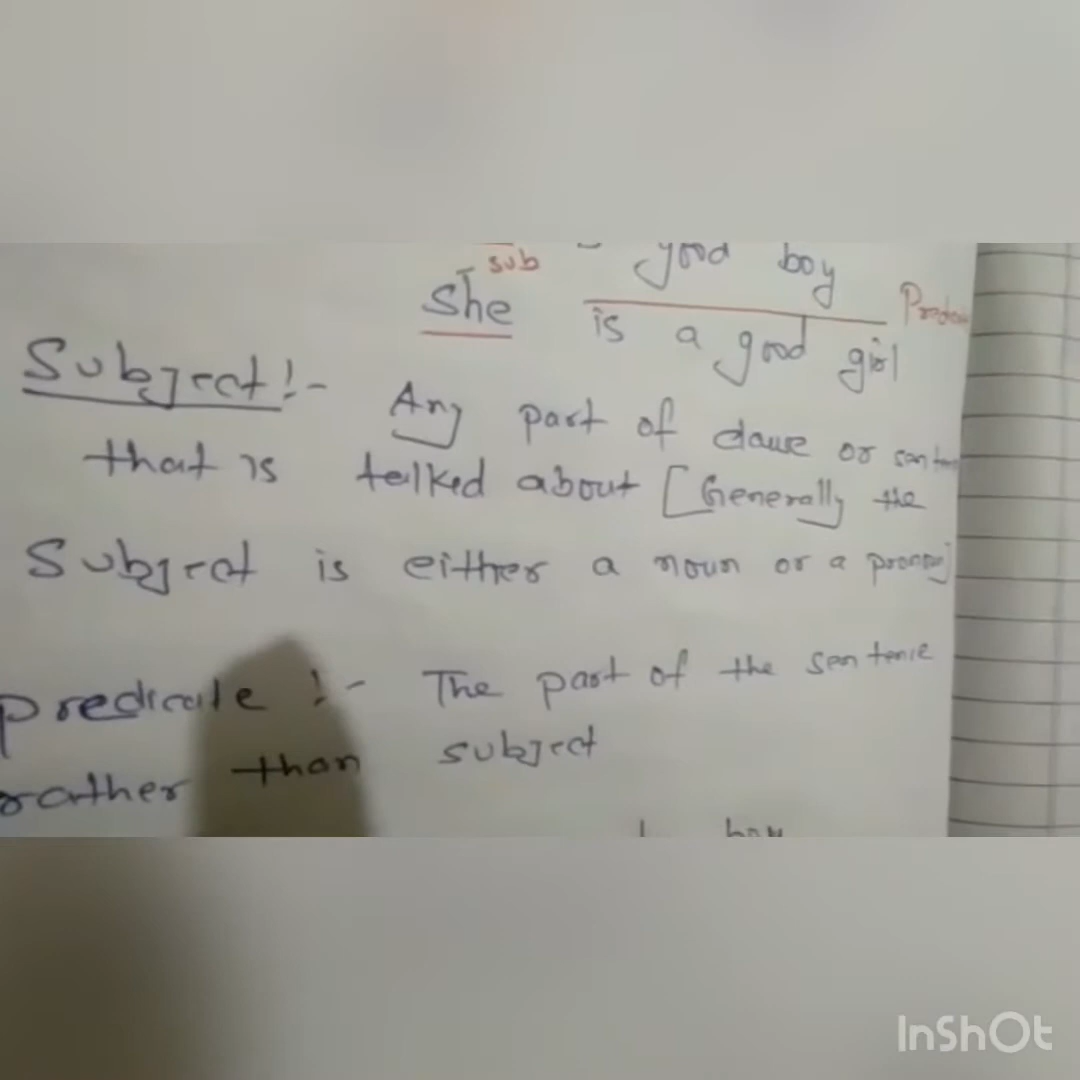 good boy
sub
She is a good girl
Subject :- Any part of clause or
that is talked about [Generally the
Subject is either a noun or a pronoun]
Predicate :- The part of the sentence
rather than subject
InShOt